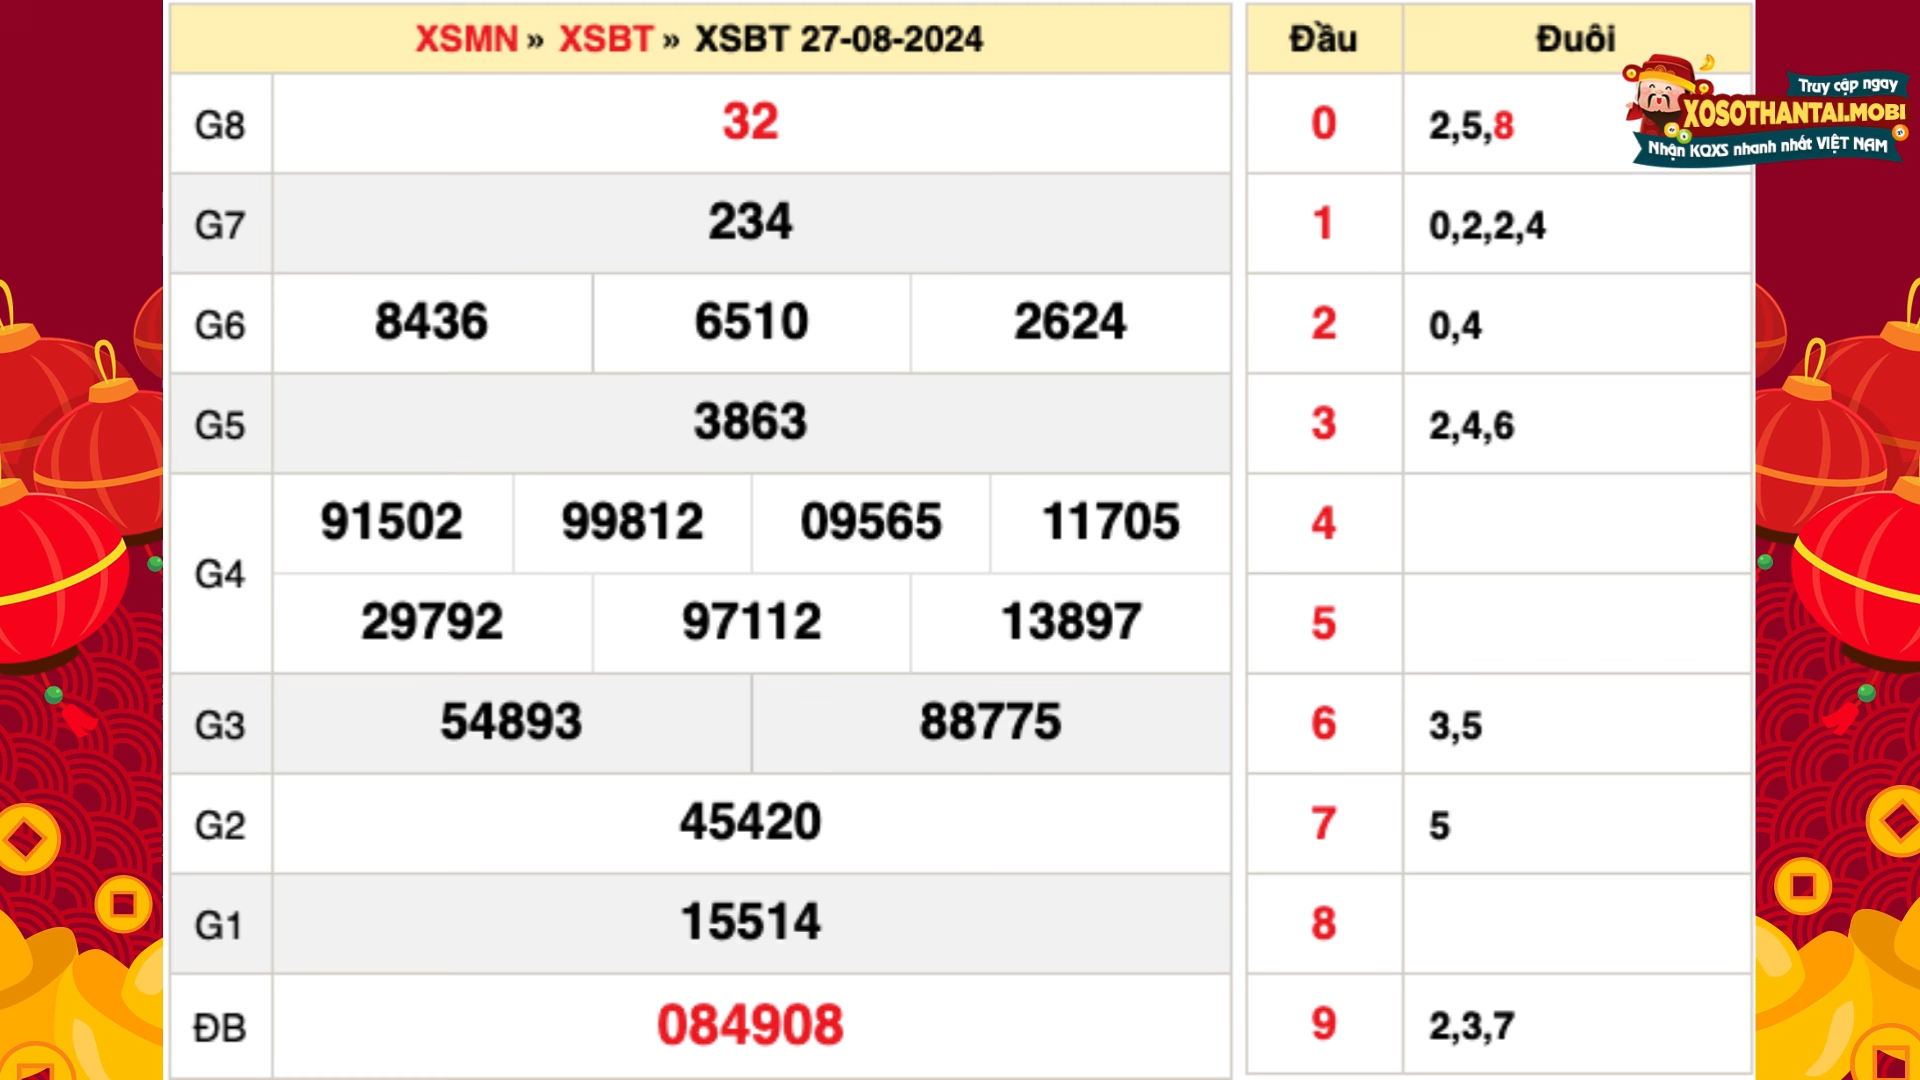 XSMN » XSBT » XSBT 27-08-2024
G8 32
G7 234
G6 8436 6510 2624
G5 3863
G4 91502 99812 09565 11705
29792 97112 13897
G3 54893 88775
G2 45420
G1 15514
ĐB 084908
Đầu Đuôi
0 2,5,8
1 0,2,2,4
2 0,4
3 2,4,6
4
5
6 3,5
7 5
8
9 2,3,7
Truy cập ngay
XOSOTHANTAI.MOBI
Nhận KQXS nhanh nhất VIỆT NAM